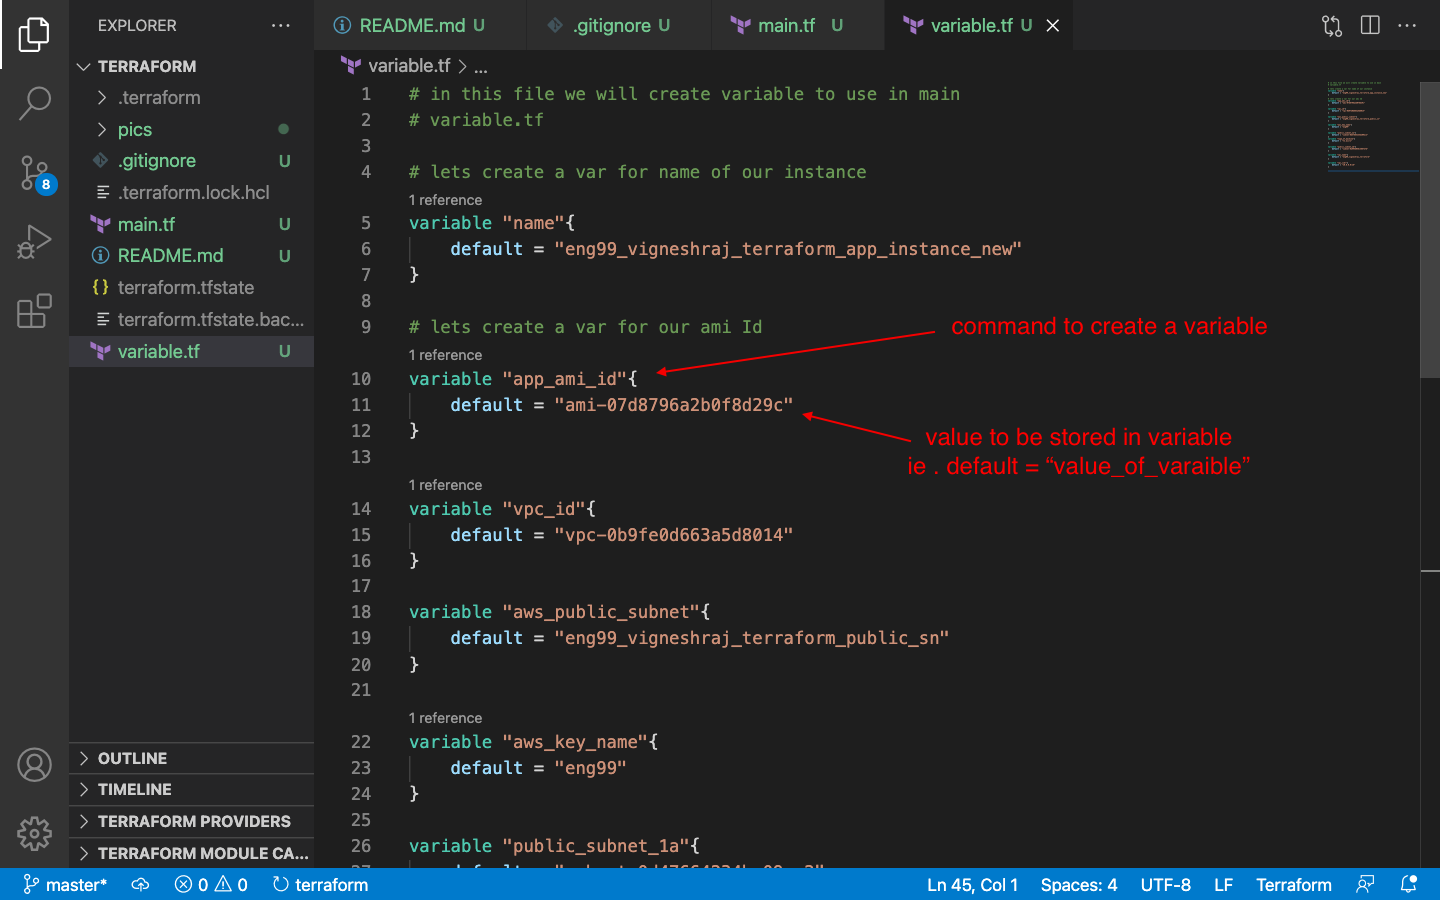 EXPLORER
TERRAFORM
.terraform
pics
.gitignore U
.terraform.lock.hcl
main.tf U
README.md U
terraform.tfstate
terraform.tfstate.bac...
variable.tf U
OUTLINE
TIMELINE
TERRAFORM PROVIDERS
TERRAFORM MODULE CA...
8
README.md U .gitignore U main.tf U variable.tf U
variable.tf > ...
1 # in this file we will create variable to use in main
2 # variable.tf
3
4 # lets create a var for name of our instance
1 reference
5 variable "name"{
6 default = "eng99_vigneshraj_terraform_app_instance_new"
7 }
8
9 # lets create a var for our ami Id
1 reference
10 variable "app_ami_id"{
11 default = "ami-07d8796a2b0f8d29c"
12 }
13
1 reference
14 variable "vpc_id"{
15 default = "vpc-0b9fe0d663a5d8014"
16 }
17
18 variable "aws_public_subnet"{
19 default = "eng99_vigneshraj_terraform_public_sn"
20 }
21
1 reference
22 variable "aws_key_name"{
23 default = "eng99"
24 }
25
26 variable "public_subnet_1a"{
command to create a variable
value to be stored in variable
ie . default = “value_of_varaible”
master* 0 0 terraform Ln 45, Col 1 Spaces: 4 UTF-8 LF Terraform